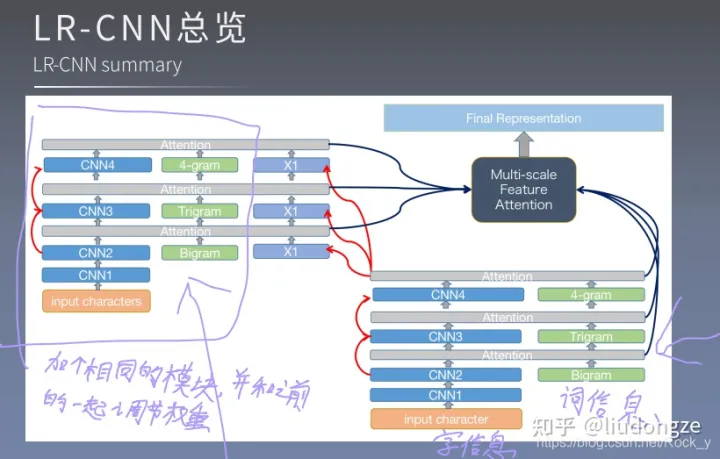 LR-CNN总览
LR-CNN summary
Final Representation
Attention
CNN4 4-gram X1
Attention
CNN3 Trigram X1
Attention
CNN2 Bigram X1
CNN1
input characters
Multi-scale
Feature
Attention
Attention
CNN4 4-gram
Attention
CNN3 Trigram
Attention
CNN2 Bigram
CNN1
input character
加个相同的模块,并和之前
的一起调节权重
词信息
字信息
知乎 @liudongze
https://blog.csdn.net/Rock_y